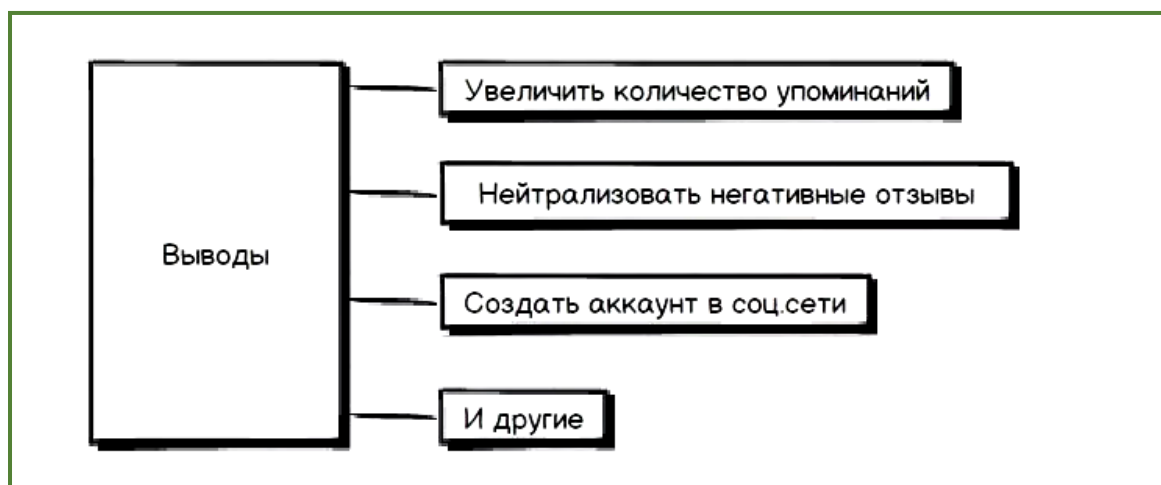 Увеличить количество упоминаний
Нейтрализовать негативные отзывы
Выводы
Создать аккаунт в соц.сети
И другие